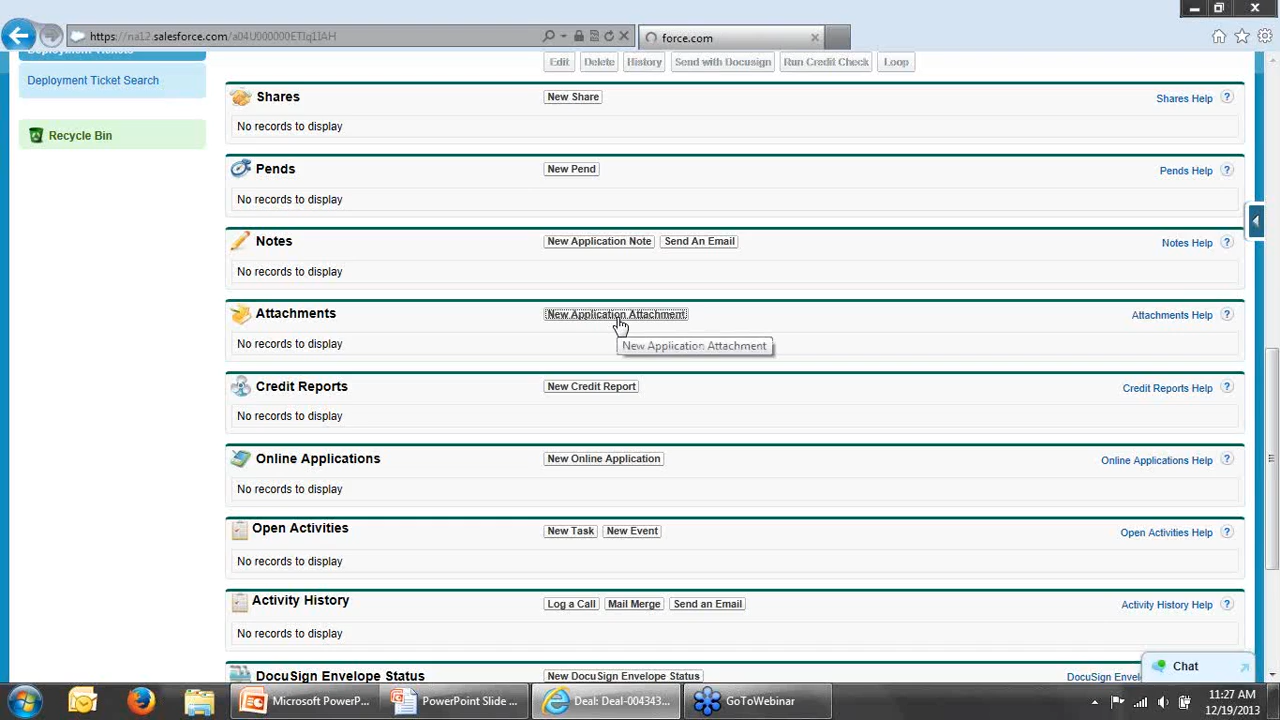 https://na12.salesforce.com/a04U000000ETIq1IAH
force.com
Deployment Tickets
Deployment Ticket Search
Recycle Bin
Edit Delete History Send with Docusign Run Credit Check Loop
Shares New Share Shares Help ?
No records to display
Pends New Pend Pends Help ?
No records to display
Notes New Application Note Send An Email Notes Help ?
No records to display
Attachments New Application Attachment Attachments Help ?
No records to display
New Application Attachment
Credit Reports New Credit Report Credit Reports Help ?
No records to display
Online Applications New Online Application Online Applications Help ?
No records to display
Open Activities New Task New Event Open Activities Help ?
No records to display
Activity History Log a Call Mail Merge Send an Email Activity History Help ?
No records to display
DocuSign Envelope Status New DocuSign Envelope Status DocuSign Envel
Chat
Microsoft PowerP... PowerPoint Slide ... Deal: Deal-004343... GoToWebinar
11:27 AM
12/19/2013